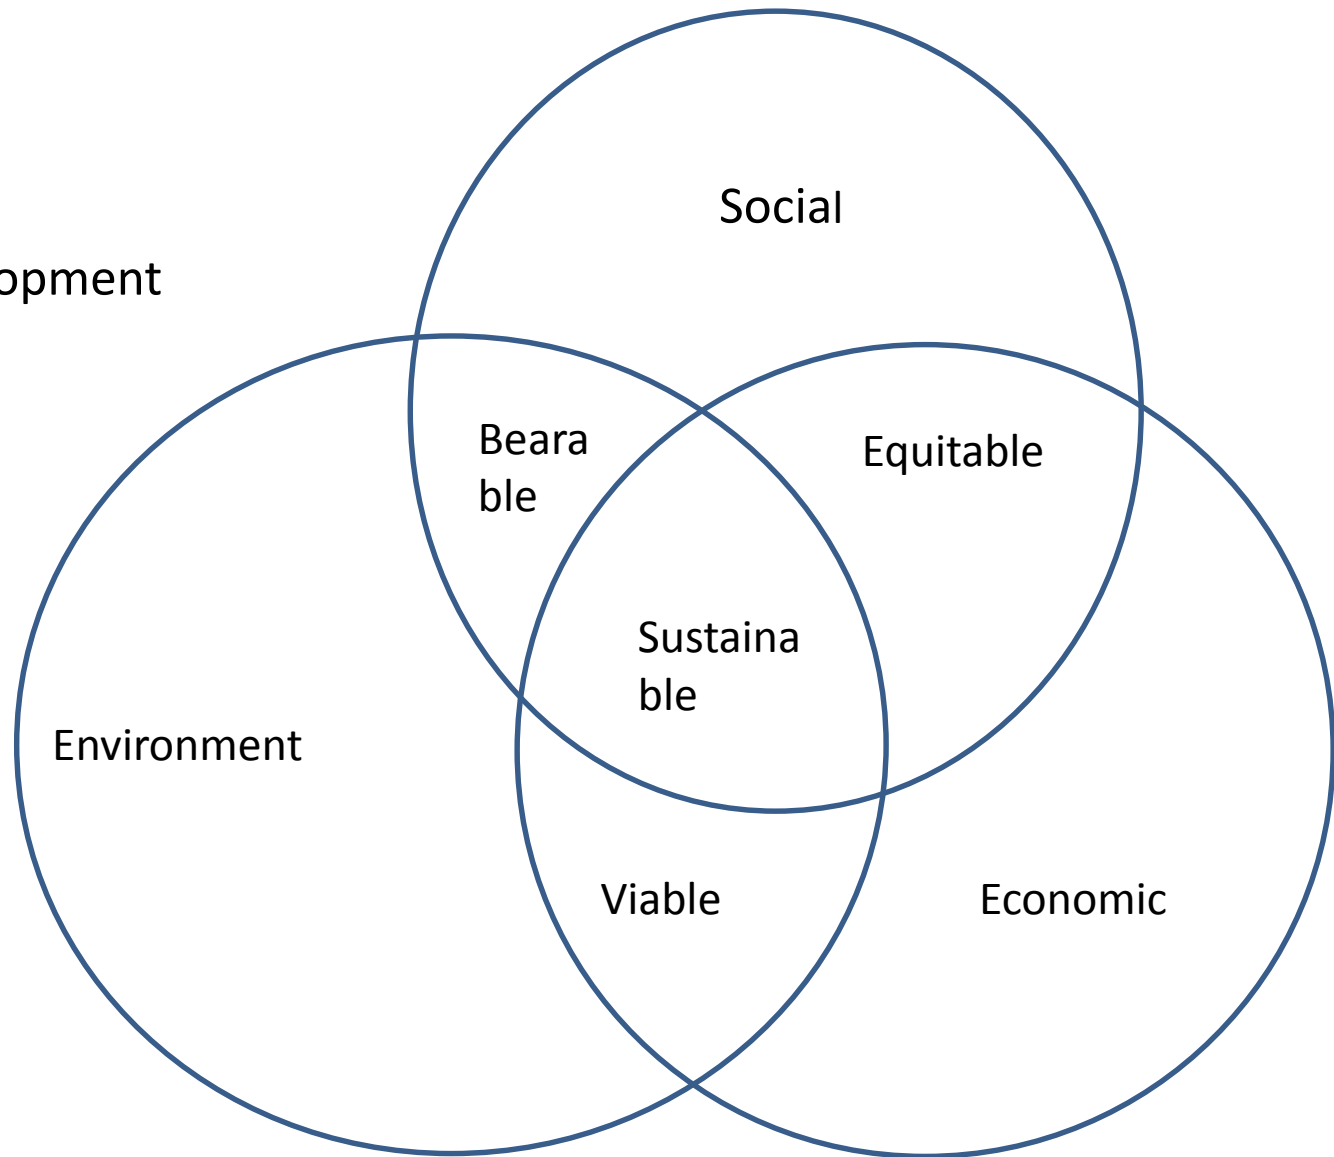 Social
opment
Beara
ble
Equitable
Sustaina
ble
Environment
Viable
Economic